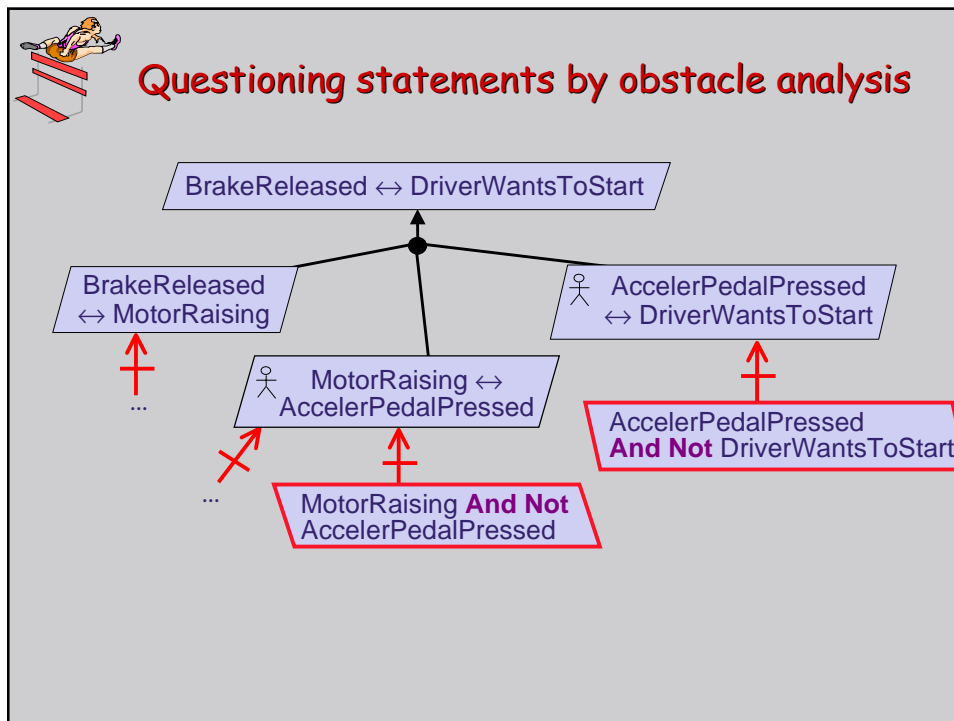 Questioning statements by obstacle analysis
BrakeReleased ↔ DriverWantsToStart
BrakeReleased
↔ MotorRaising
AccelerPedalPressed
↔ DriverWantsToStart
MotorRaising ↔
AccelerPedalPressed
...
...
AccelerPedalPressed
And Not DriverWantsToStart
MotorRaising And Not
AccelerPedalPressed